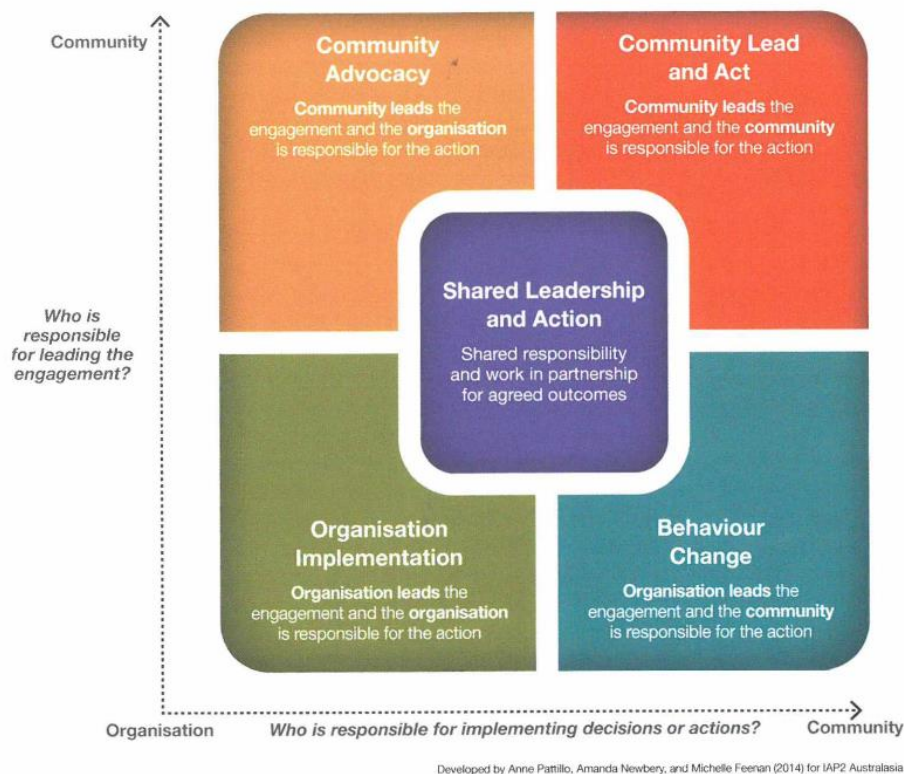 Community
Community
Advocacy
Community leads the
engagement and the organisation
is responsible for the action
Community Lead
and Act
Community leads the
engagement and the community
is responsible for the action
Who is
responsible
for leading the
engagement?
Shared Leadership
and Action
Shared responsibility
and work in partnership
for agreed outcomes
Organisation
Implementation
Organisation leads the
engagement and the organisation
is responsible for the action
Behaviour
Change
Organisation leads the
engagement and the community
is responsible for the action
Organisation
Who is responsible for implementing decisions or actions?
Community
Developed by Anne Pattillo, Amanda Newbery, and Michelle Feenan (2014) for IAP2 Australasia